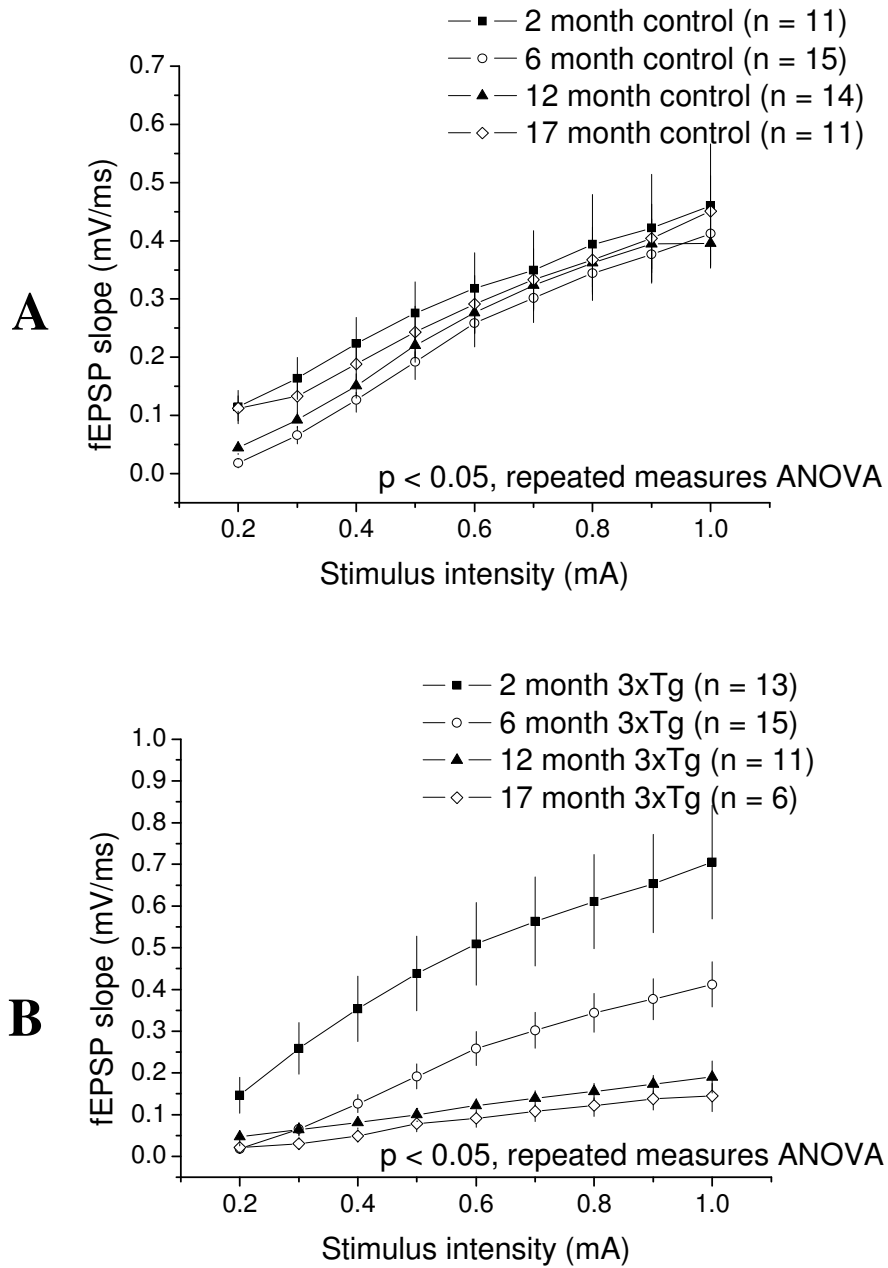 2 month control (n = 11)
6 month control (n = 15)
12 month control (n = 14)
17 month control (n = 11)
A
fEPSP slope (mV/ms)
0.7
0.6
0.5
0.4
0.3
0.2
0.1
0.0
p < 0.05, repeated measures ANOVA
0.2 0.4 0.6 0.8 1.0
Stimulus intensity (mA)
2 month 3xTg (n = 13)
6 month 3xTg (n = 15)
12 month 3xTg (n = 11)
17 month 3xTg (n = 6)
B
fEPSP slope (mV/ms)
1.0
0.9
0.8
0.7
0.6
0.5
0.4
0.3
0.2
0.1
0.0
p < 0.05, repeated measures ANOVA
0.2 0.4 0.6 0.8 1.0
Stimulus intensity (mA)